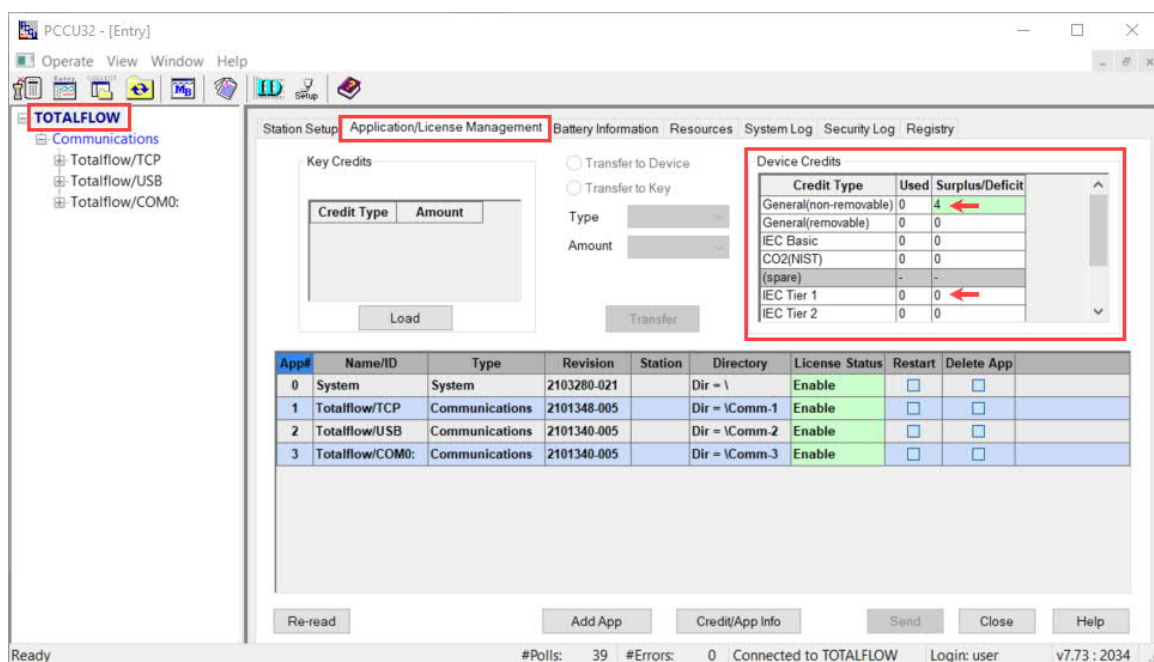 PCCU32 - [Entry]
Operate View Window Help
Entry COLLECT MB ID Setup
TOTALFLOW
Communications
Totalflow/TCP
Totalflow/USB
Totalflow/COM0:
Station Setup Application/License Management Battery Information Resources System Log Security Log Registry
Key Credits
Credit Type Amount
Load
Transfer to Device
Transfer to Key
Type
Amount
Transfer
Device Credits
Credit Type Used Surplus/Deficit
General(non-removable) 0 4
General(removable) 0 0
IEC Basic 0 0
CO2(NIST) 0 0
(spare) - -
IEC Tier 1 0 0
IEC Tier 2 0 0
App# Name/ID Type Revision Station Directory License Status Restart Delete App
0 System System 2103280-021 Dir = \ Enable
1 Totalflow/TCP Communications 2101348-005 Dir = \Comm-1 Enable
2 Totalflow/USB Communications 2101340-005 Dir = \Comm-2 Enable
3 Totalflow/COM0: Communications 2101340-005 Dir = \Comm-3 Enable
Re-read Add App Credit/App Info Send Close Help
Ready #Polls: 39 #Errors: 0 Connected to TOTALFLOW Login: user v7.73 : 2034